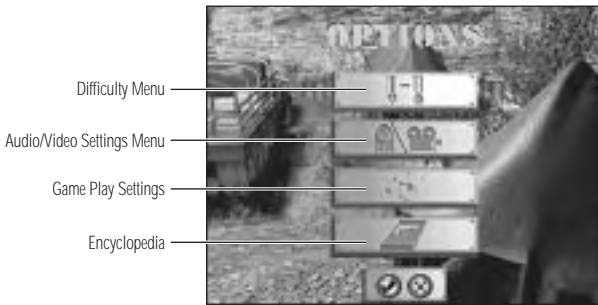 OPTIONS
Difficulty Menu
Audio/Video Settings Menu
Game Play Settings
Encyclopedia